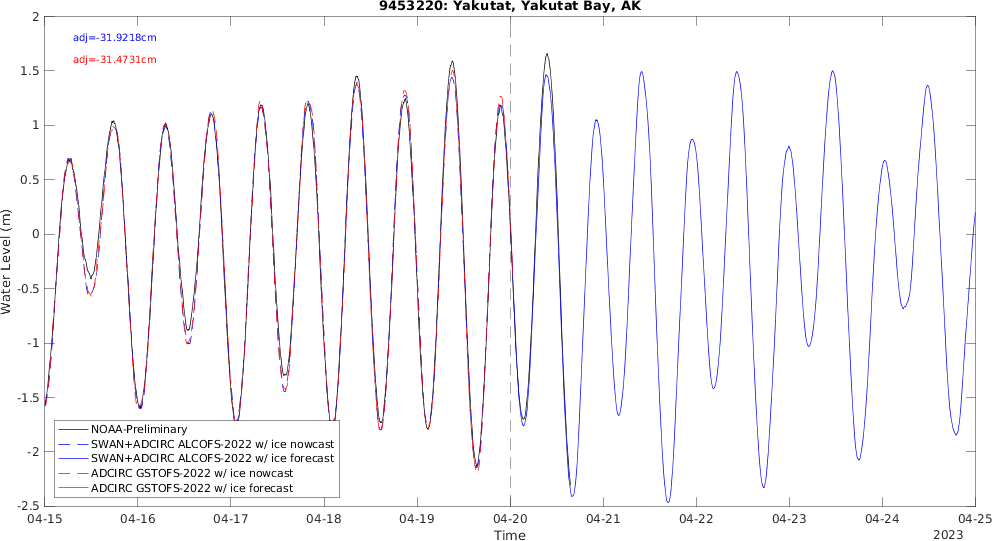 9453220: Yakutat, Yakutat Bay, AK
adj=-31.9218cm
adj=-31.4731cm
Water Level (m)
2
1.5
1
0.5
0
-0.5
-1
-1.5
-2
-2.5
NOAA-Preliminary
SWAN+ADCIRC ALCOFS-2022 w/ ice nowcast
SWAN+ADCIRC ALCOFS-2022 w/ ice forecast
ADCIRC GSTOFS-2022 w/ ice nowcast
ADCIRC GSTOFS-2022 w/ ice forecast
04-15 04-16 04-17 04-18 04-19 04-20 04-21 04-22 04-23 04-24 04-25
Time
2023